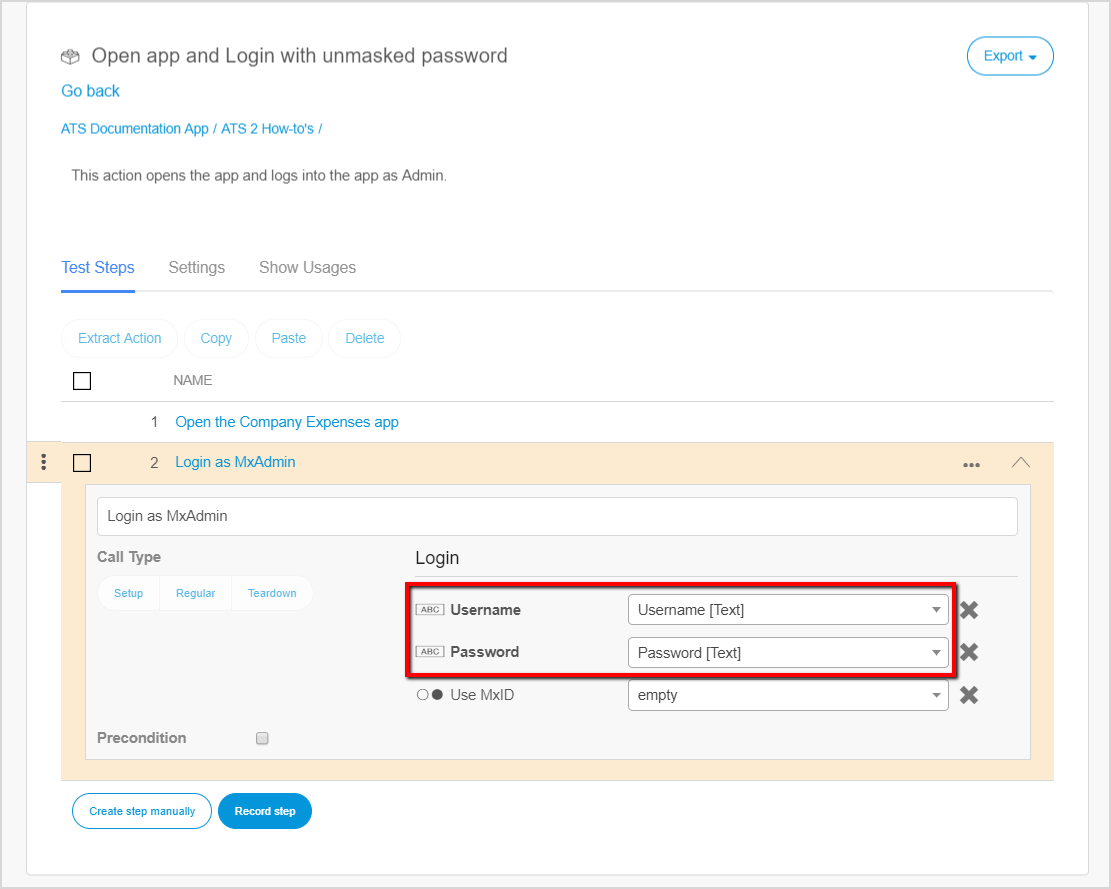 Open app and Login with unmasked password
Export
Go back
ATS Documentation App / ATS 2 How-to's /
This action opens the app and logs into the app as Admin.
Test Steps Settings Show Usages
Extract Action Copy Paste Delete
NAME
1 Open the Company Expenses app
2 Login as MxAdmin
Login as MxAdmin
Call Type
Setup Regular Teardown
Login
ABC Username Username [Text]
ABC Password Password [Text]
Use MxID empty
Precondition
Create step manually Record step